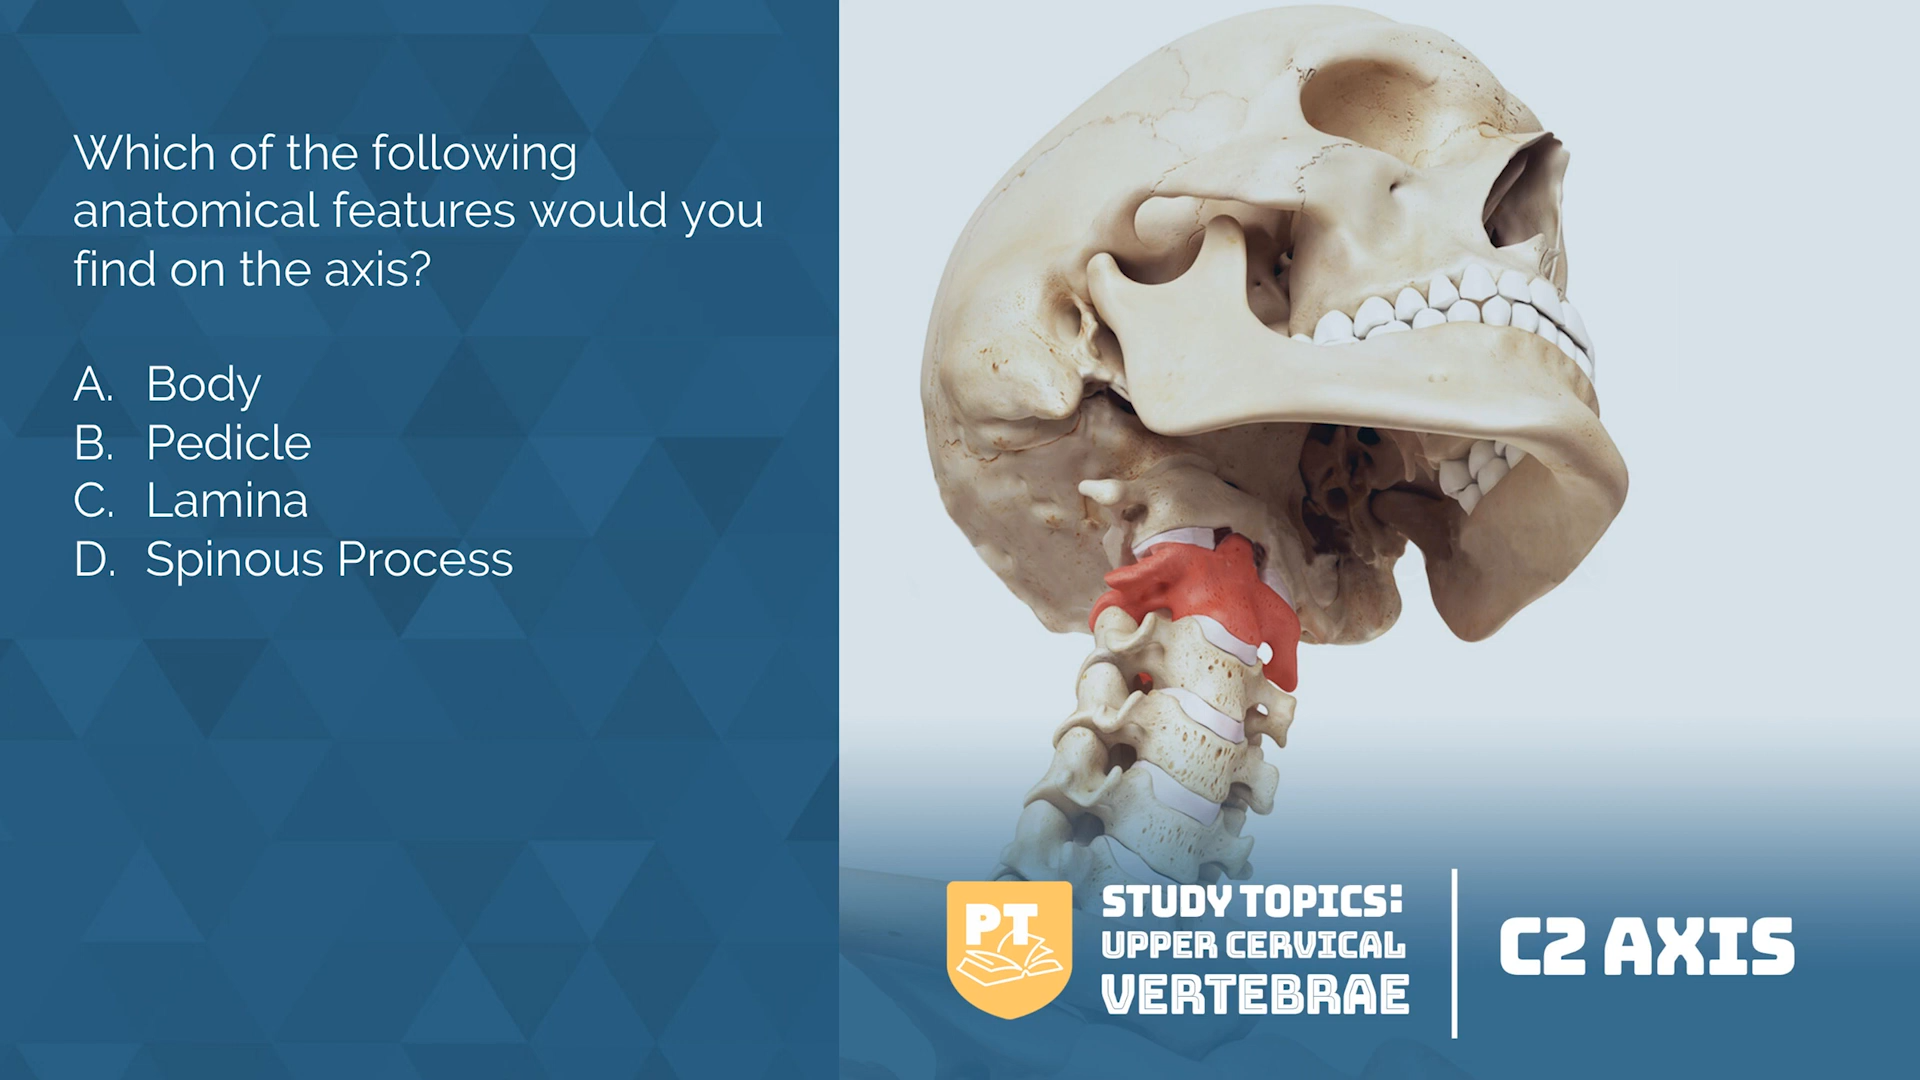 Which of the following
anatomical features would you
find on the axis?
A. Body
B. Pedicle
C. Lamina
D. Spinous Process
PT
STUDY TOPICS:
UPPER CERVICAL
VERTEBRAE
C2 AXIS